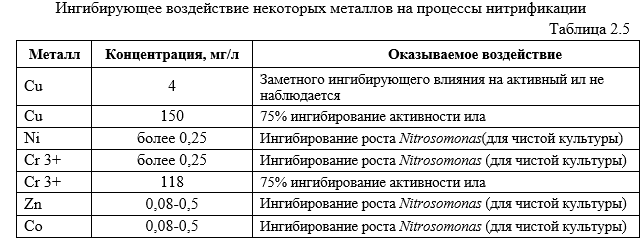 Ингибирующее воздействие некоторых металлов на процессы нитрификации
Таблица 2.5
Металл Концентрация, мг/л Оказываемое воздействие
Cu 4 Заметного ингибирующего влияния на активный ил не
наблюдается
Cu 150 75% ингибирование активности ила
Ni более 0,25 Ингибирование роста Nitrosomonas(для чистой культуры)
Cr 3+ более 0,25 Ингибирование роста Nitrosomonas (для чистой культуры)
Cr 3+ 118 75% ингибирование активности ила
Zn 0,08-0,5 Ингибирование роста Nitrosomonas (для чистой культуры)
Co 0,08-0,5 Ингибирование роста Nitrosomonas (для чистой культуры)